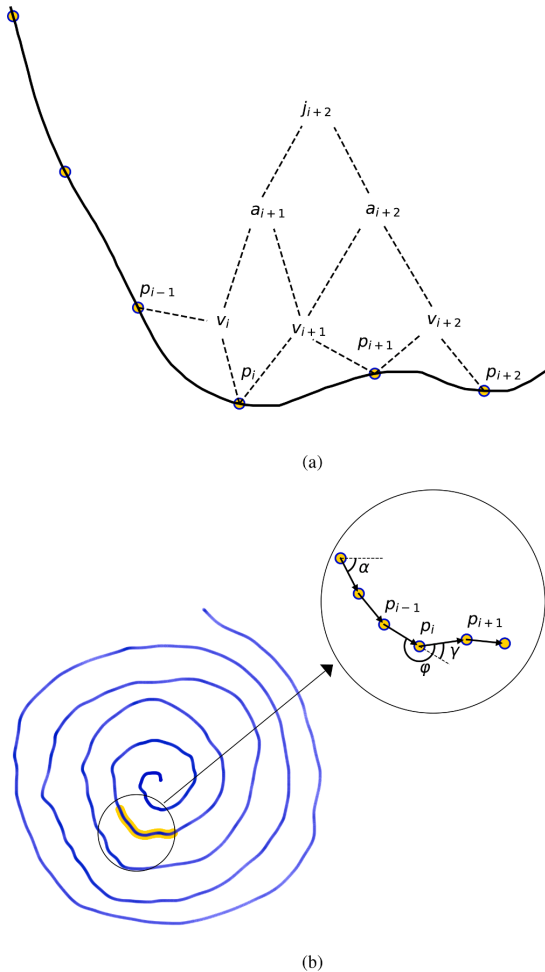 j_{i+2}
a_{i+1} a_{i+2}
p_{i−1}
v_i v_{i+1} v_{i+2}
p_i p_{i+1} p_{i+2}
(a)
α
p_{i−1} p_i p_{i+1}
φ γ
(b)